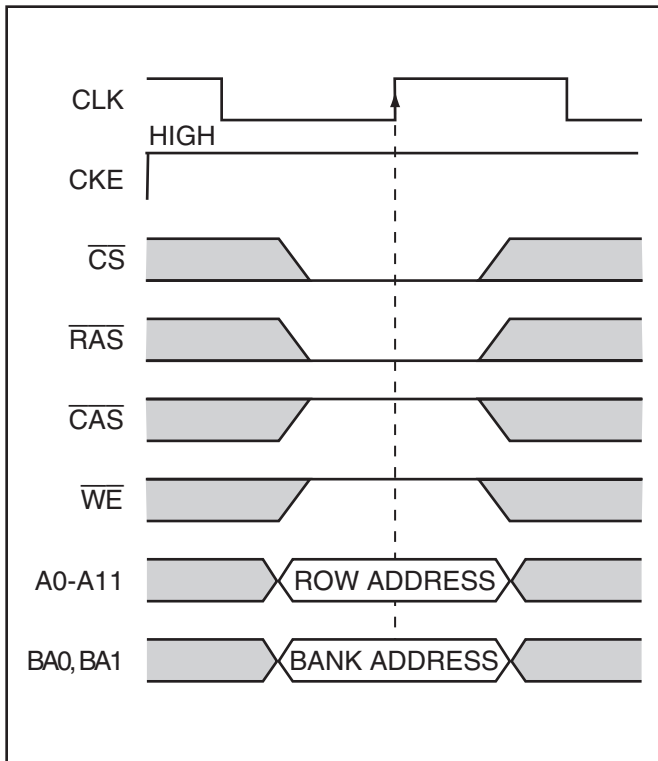 CLK
HIGH
CKE
CS
RAS
CAS
WE
A0-A11 ROW ADDRESS
BA0, BA1 BANK ADDRESS